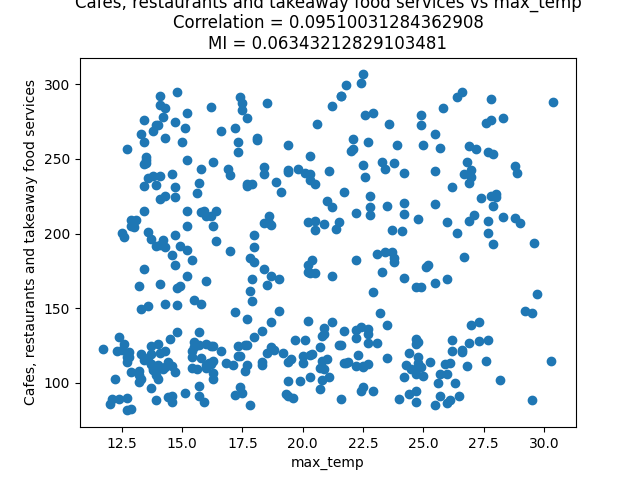 Cafes, restaurants and takeaway food services vs max_temp
Correlation = 0.09510031284362908
MI = 0.06343212829103481
300
250
200
150
100
Cafes, restaurants and takeaway food services
12.5 15.0 17.5 20.0 22.5 25.0 27.5 30.0
max_temp